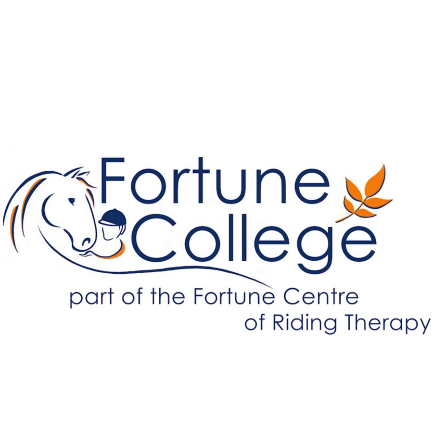 Fortune
College
part of the Fortune Centre
of Riding Therapy